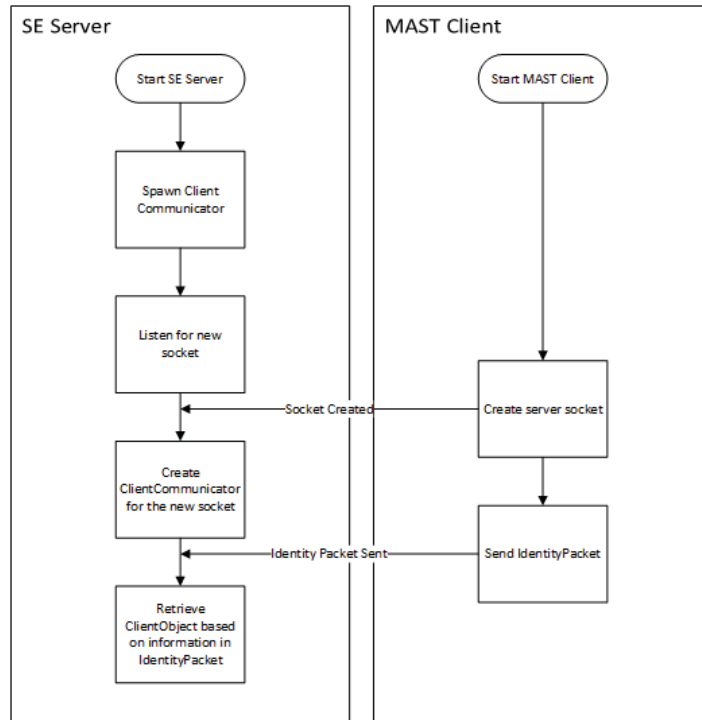 SE Server
MAST Client
Start SE Server
Start MAST Client
Spawn Client
Communicator
Listen for new
socket
Socket Created
Create server socket
Create
ClientCommunicator
for the new socket
Identity Packet Sent
Send IdentityPacket
Retrieve
ClientObject based
on information in
IdentityPacket